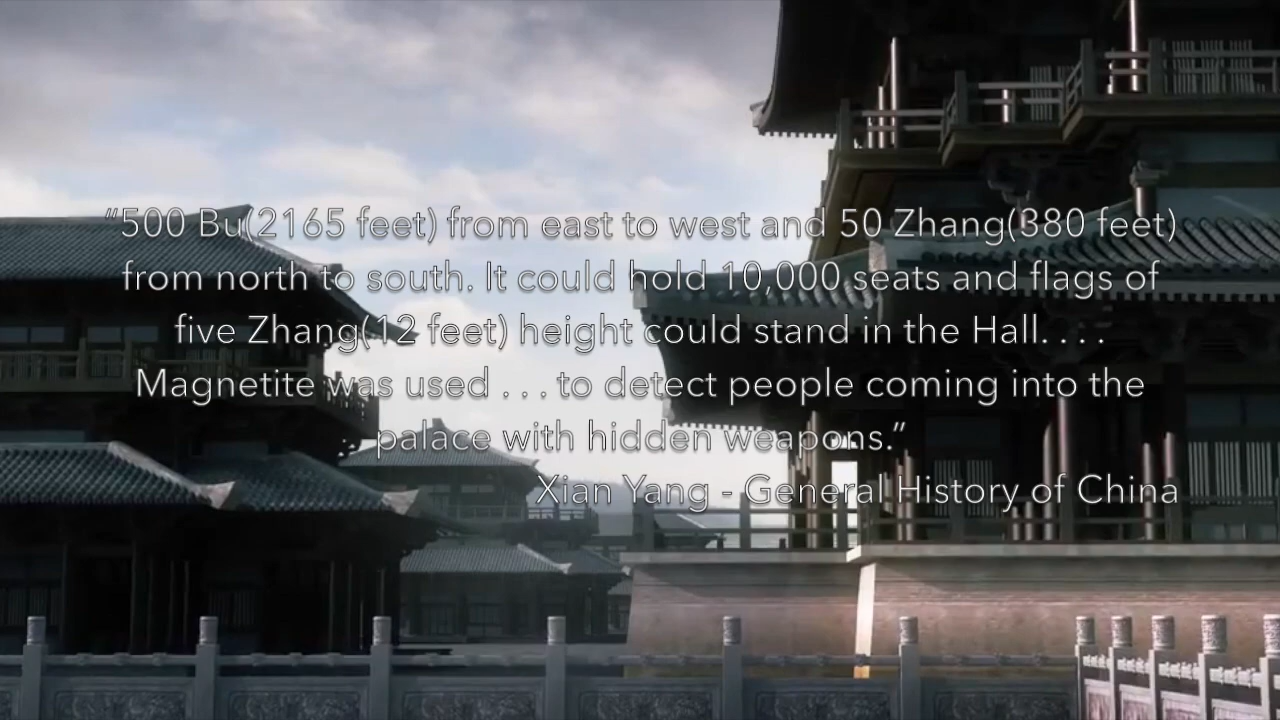 “500 Bu(2165 feet) from east to west and 50 Zhang(380 feet)
from north to south. It could hold 10,000 seats and flags of
five Zhang(12 feet) height could stand in the Hall. . . .
Magnetite was used . . . to detect people coming into the
palace with hidden weapons.”
Xian Yang - General History of China